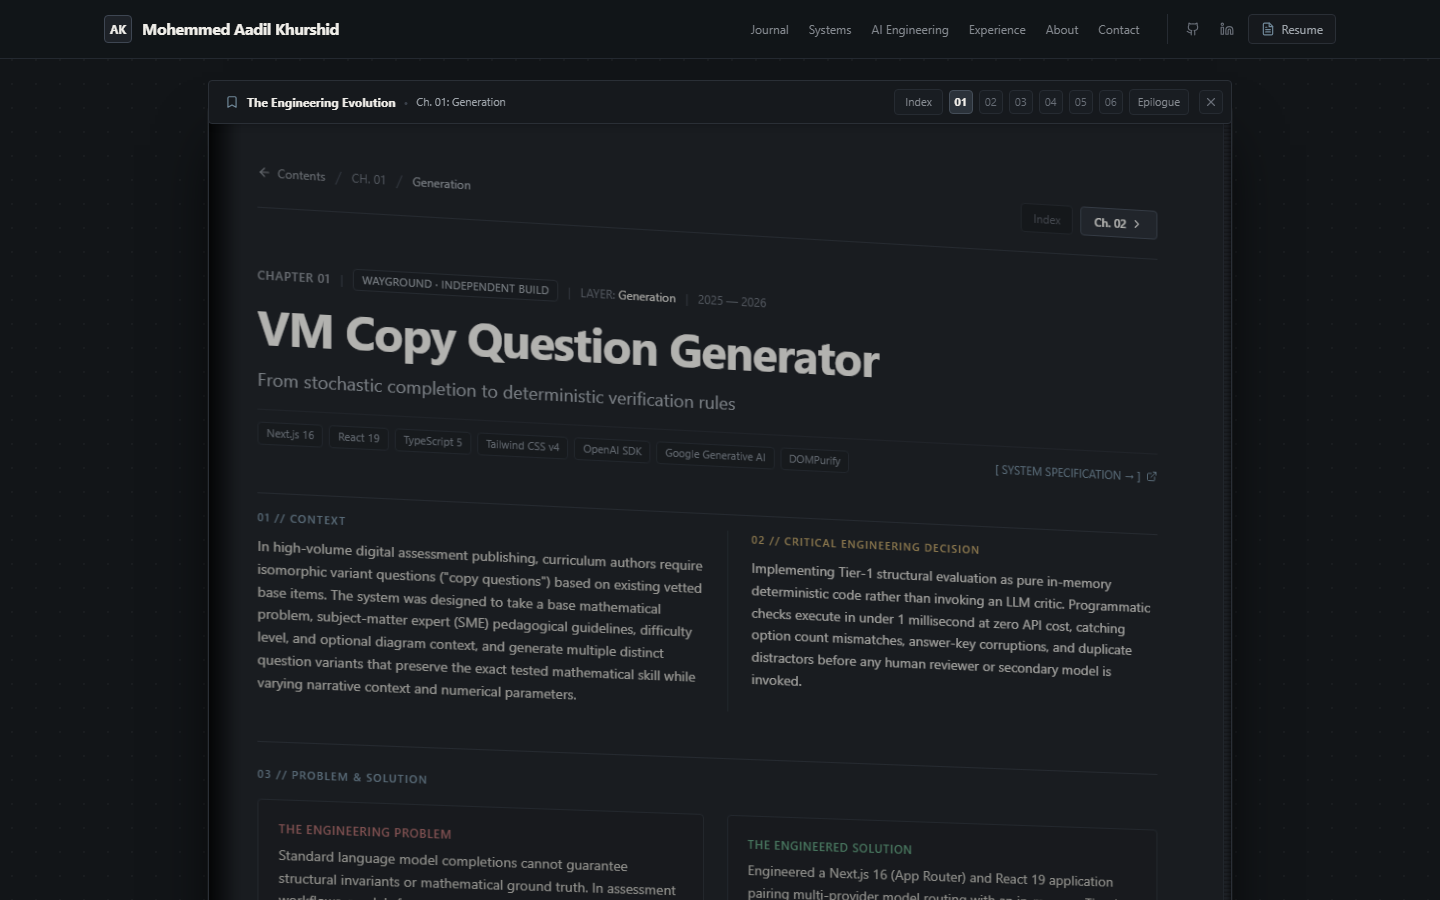 AK Mohemmed Aadil Khurshid Journal Systems AI Engineering Experience About Contact Resume
The Engineering Evolution • Ch. 01: Generation Index 01 02 03 04 05 06 Epilogue
← Contents / CH. 01 / Generation
Index Ch. 02 >
CHAPTER 01 | WAYGROUND · INDEPENDENT BUILD | LAYER: Generation | 2025 — 2026
VM Copy Question Generator
From stochastic completion to deterministic verification rules
Next.js 16 React 19 TypeScript 5 Tailwind CSS v4 OpenAI SDK Google Generative AI DOMPurify
[ SYSTEM SPECIFICATION → ]
01 // CONTEXT
In high-volume digital assessment publishing, curriculum authors require
isomorphic variant questions ("copy questions") based on existing vetted
base items. The system was designed to take a base mathematical
problem, subject-matter expert (SME) pedagogical guidelines, difficulty
level, and optional diagram context, and generate multiple distinct
question variants that preserve the exact tested mathematical skill while
varying narrative context and numerical parameters.
02 // CRITICAL ENGINEERING DECISION
Implementing Tier-1 structural evaluation as pure in-memory
deterministic code rather than invoking an LLM critic. Programmatic
checks execute in under 1 millisecond at zero API cost, catching
option count mismatches, answer-key corruptions, and duplicate
distractors before any human reviewer or secondary model is
invoked.
03 // PROBLEM & SOLUTION
THE ENGINEERING PROBLEM
Standard language model completions cannot guarantee
structural invariants or mathematical ground truth. In assessment
THE ENGINEERED SOLUTION
Engineered a Next.js 16 (App Router) and React 19 application
pairing multi-provider model routing with an